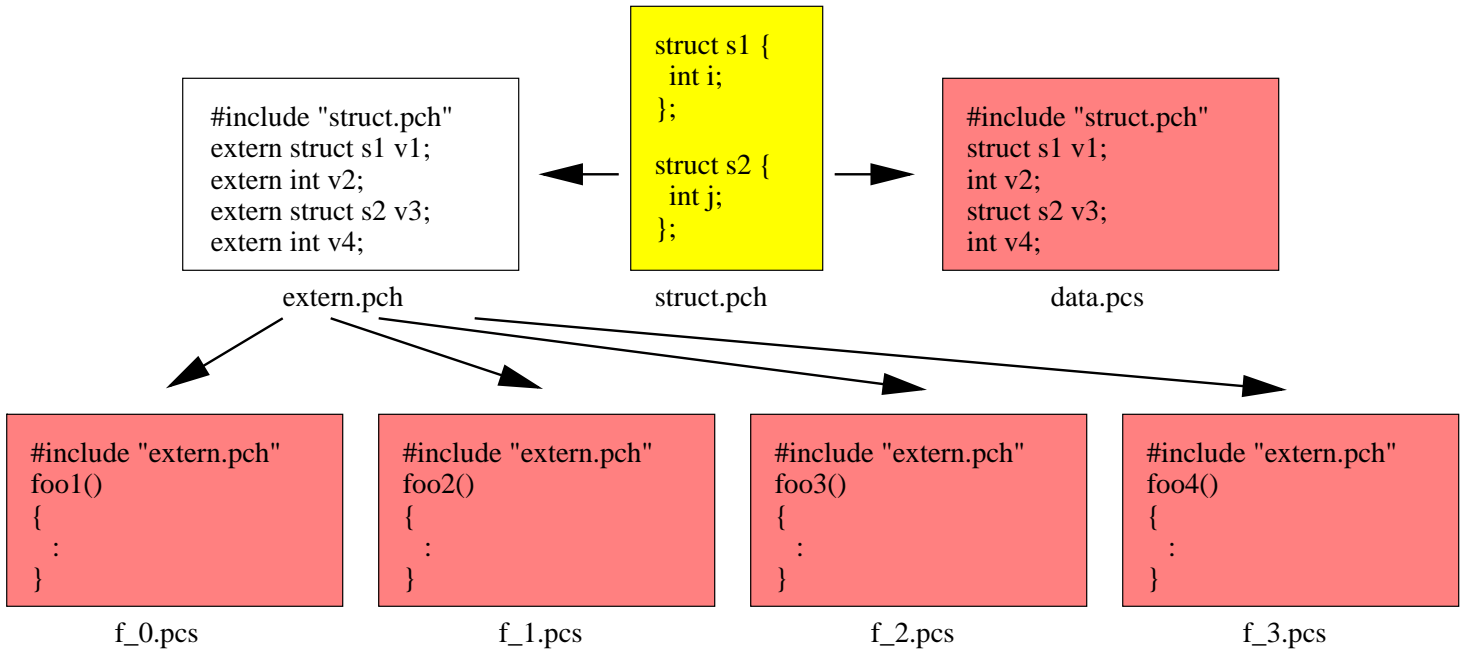 #include "struct.pch"
extern struct s1 v1;
extern int v2;
extern struct s2 v3;
extern int v4;
extern.pch
struct s1 {
int i;
};
struct s2 {
int j;
};
struct.pch
#include "struct.pch"
struct s1 v1;
int v2;
struct s2 v3;
int v4;
data.pcs
#include "extern.pch"
foo1()
{
:
}
f_0.pcs
#include "extern.pch"
foo2()
{
:
}
f_1.pcs
#include "extern.pch"
foo3()
{
:
}
f_2.pcs
#include "extern.pch"
foo4()
{
:
}
f_3.pcs